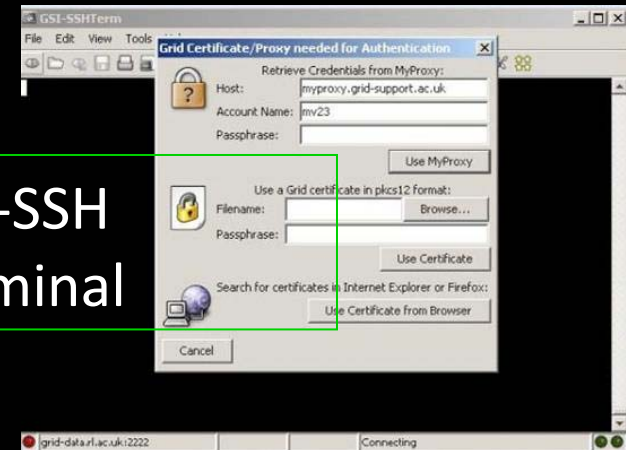 GSI-SSHTerm
File Edit View Tools
Grid Certificate/Proxy needed for Authentication
Retrieve Credentials from MyProxy:
Host: myproxy.grid-support.ac.uk
Account Name: mv23
Passphrase:
Use MyProxy
Use a Grid certificate in pkcs12 format:
Filename: Browse...
Passphrase:
Use Certificate
Search for certificates in Internet Explorer or Firefox:
Use Certificate from Browser
Cancel
-SSH
minal
grid-data.rl.ac.uk:2222 Connecting